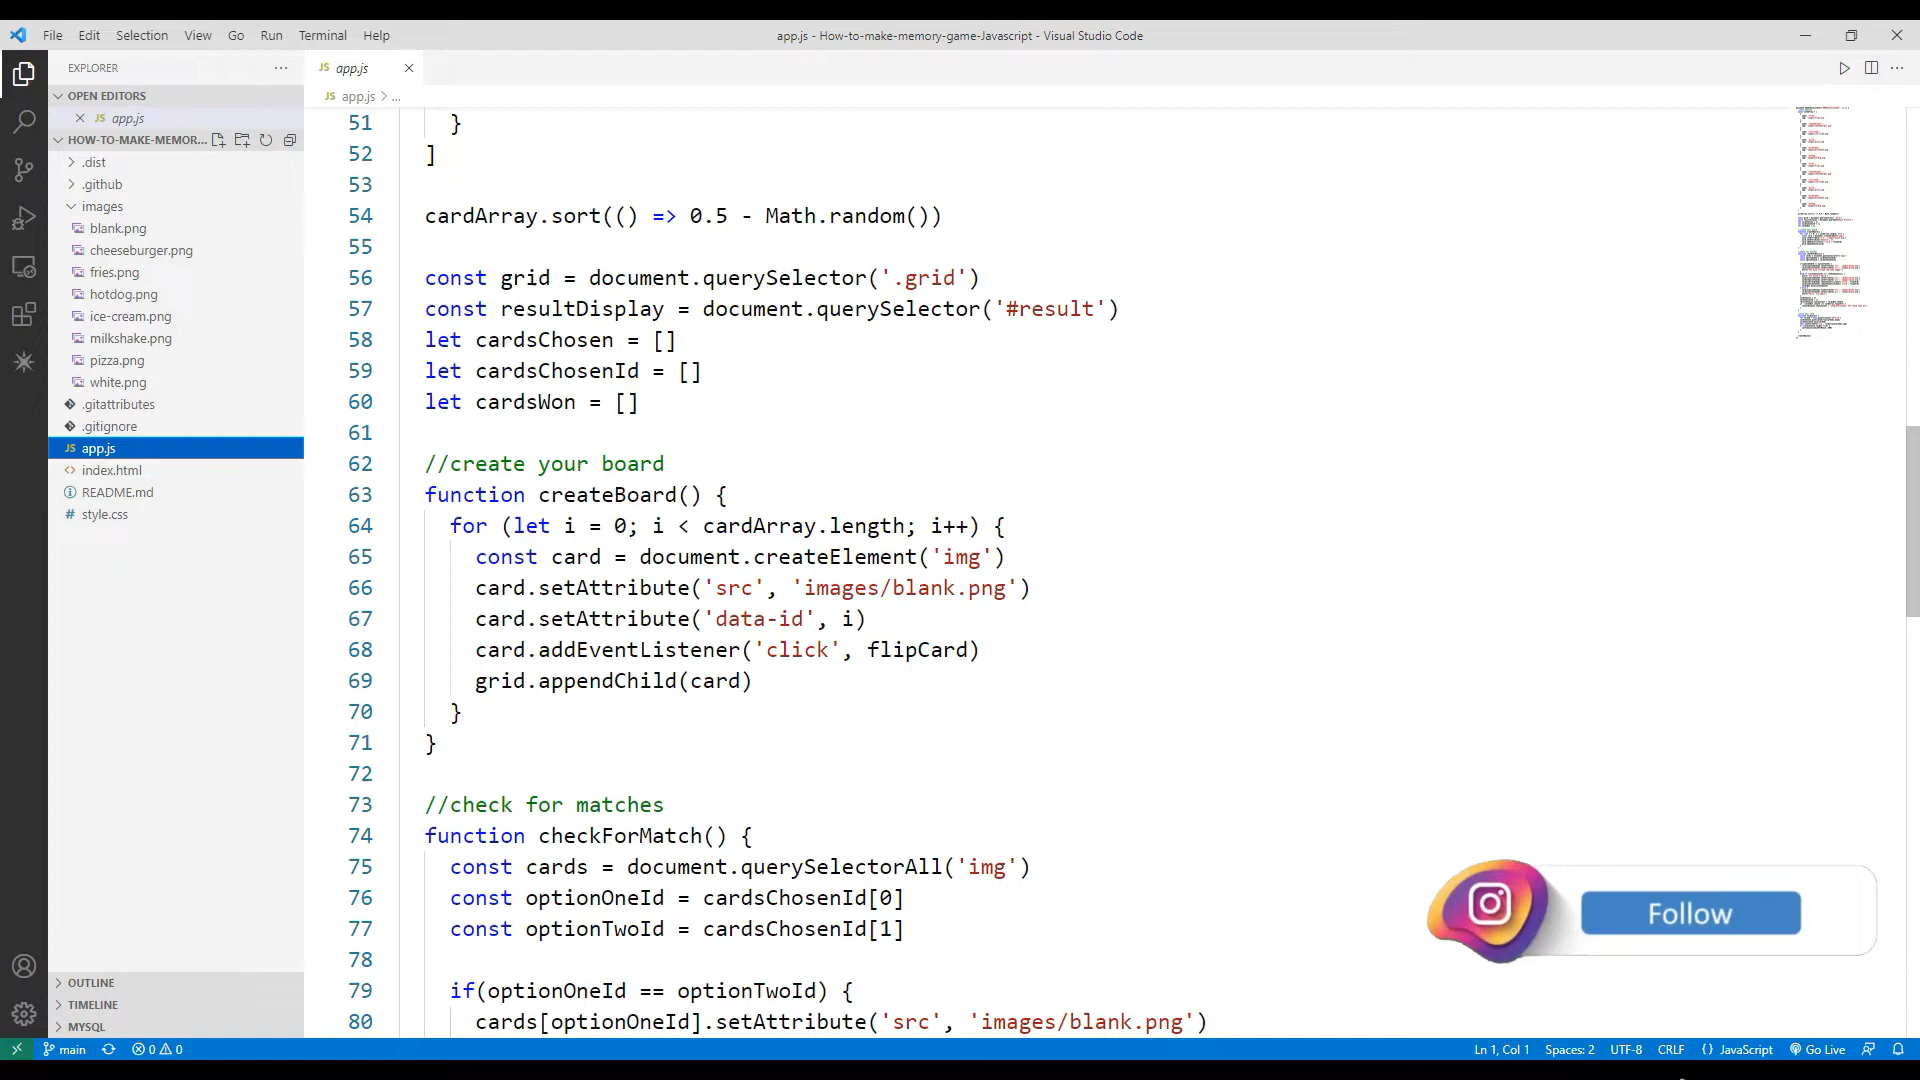 File Edit Selection View Go Run Terminal Help
app.js - How-to-make-memory-game-Javascript - Visual Studio Code
EXPLORER
OPEN EDITORS
JS app.js
HOW-TO-MAKE-MEMOR...
.dist
.github
images
blank.png
cheeseburger.png
fries.png
hotdog.png
ice-cream.png
milkshake.png
pizza.png
white.png
.gitattributes
.gitignore
JS app.js
<> index.html
README.md
# style.css
OUTLINE
TIMELINE
MYSQL
JS app.js
JS app.js > ...
51 }
52 ]
53
54 cardArray.sort(() => 0.5 - Math.random())
55
56 const grid = document.querySelector('.grid')
57 const resultDisplay = document.querySelector('#result')
58 let cardsChosen = []
59 let cardsChosenId = []
60 let cardsWon = []
61
62 //create your board
63 function createBoard() {
64 for (let i = 0; i < cardArray.length; i++) {
65 const card = document.createElement('img')
66 card.setAttribute('src', 'images/blank.png')
67 card.setAttribute('data-id', i)
68 card.addEventListener('click', flipCard)
69 grid.appendChild(card)
70 }
71 }
72
73 //check for matches
74 function checkForMatch() {
75 const cards = document.querySelectorAll('img')
76 const optionOneId = cardsChosenId[0]
77 const optionTwoId = cardsChosenId[1]
78
79 if(optionOneId == optionTwoId) {
80 cards[optionOneId].setAttribute('src', 'images/blank.png')
Follow
main 0 0 Ln 1, Col 1 Spaces: 2 UTF-8 CRLF {} JavaScript Go Live